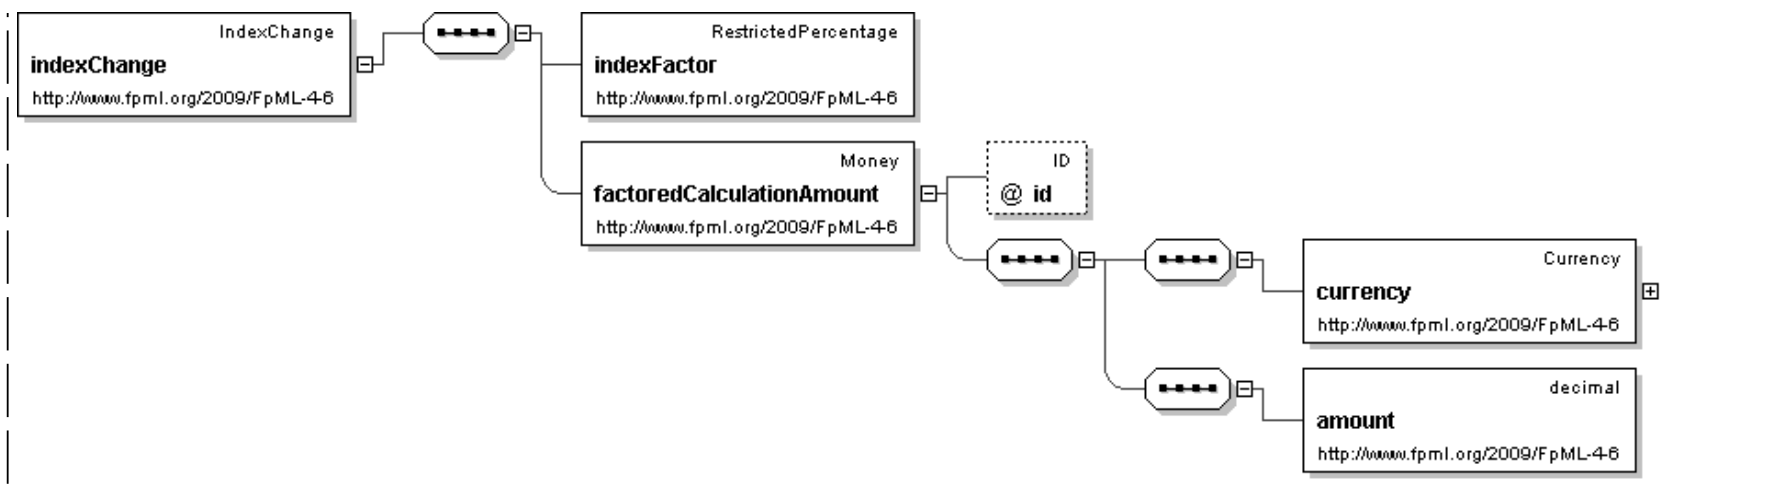 IndexChange
indexChange
http://www.fpml.org/2009/FpML-4-6
RestrictedPercentage
indexFactor
http://www.fpml.org/2009/FpML-4-6
Money
factoredCalculationAmount
http://www.fpml.org/2009/FpML-4-6
ID
@ id
Currency
currency
http://www.fpml.org/2009/FpML-4-6
decimal
amount
http://www.fpml.org/2009/FpML-4-6